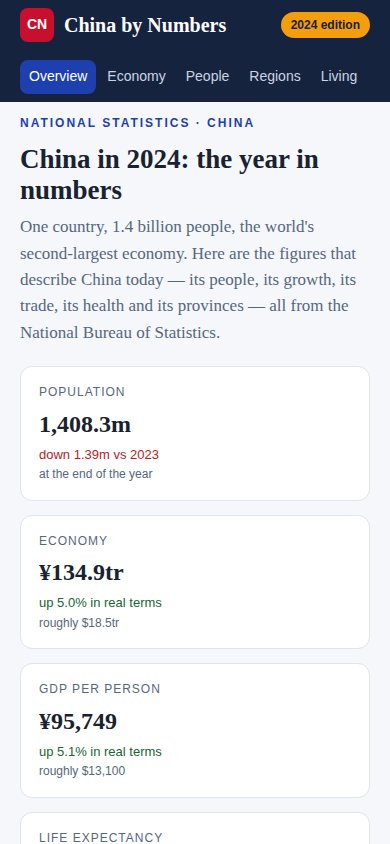 CN
China by Numbers
2024 edition
Overview
Economy
People
Regions
Living
NATIONAL STATISTICS · CHINA
China in 2024: the year in
numbers
One country, 1.4 billion people, the world's
second-largest economy. Here are the figures that
describe China today — its people, its growth, its
trade, its health and its provinces — all from the
National Bureau of Statistics.
POPULATION
1,408.3m
down 1.39m vs 2023
at the end of the year
ECONOMY
¥134.9tr
up 5.0% in real terms
roughly $18.5tr
GDP PER PERSON
¥95,749
up 5.1% in real terms
roughly $13,100
LIFE EXPECTANCY